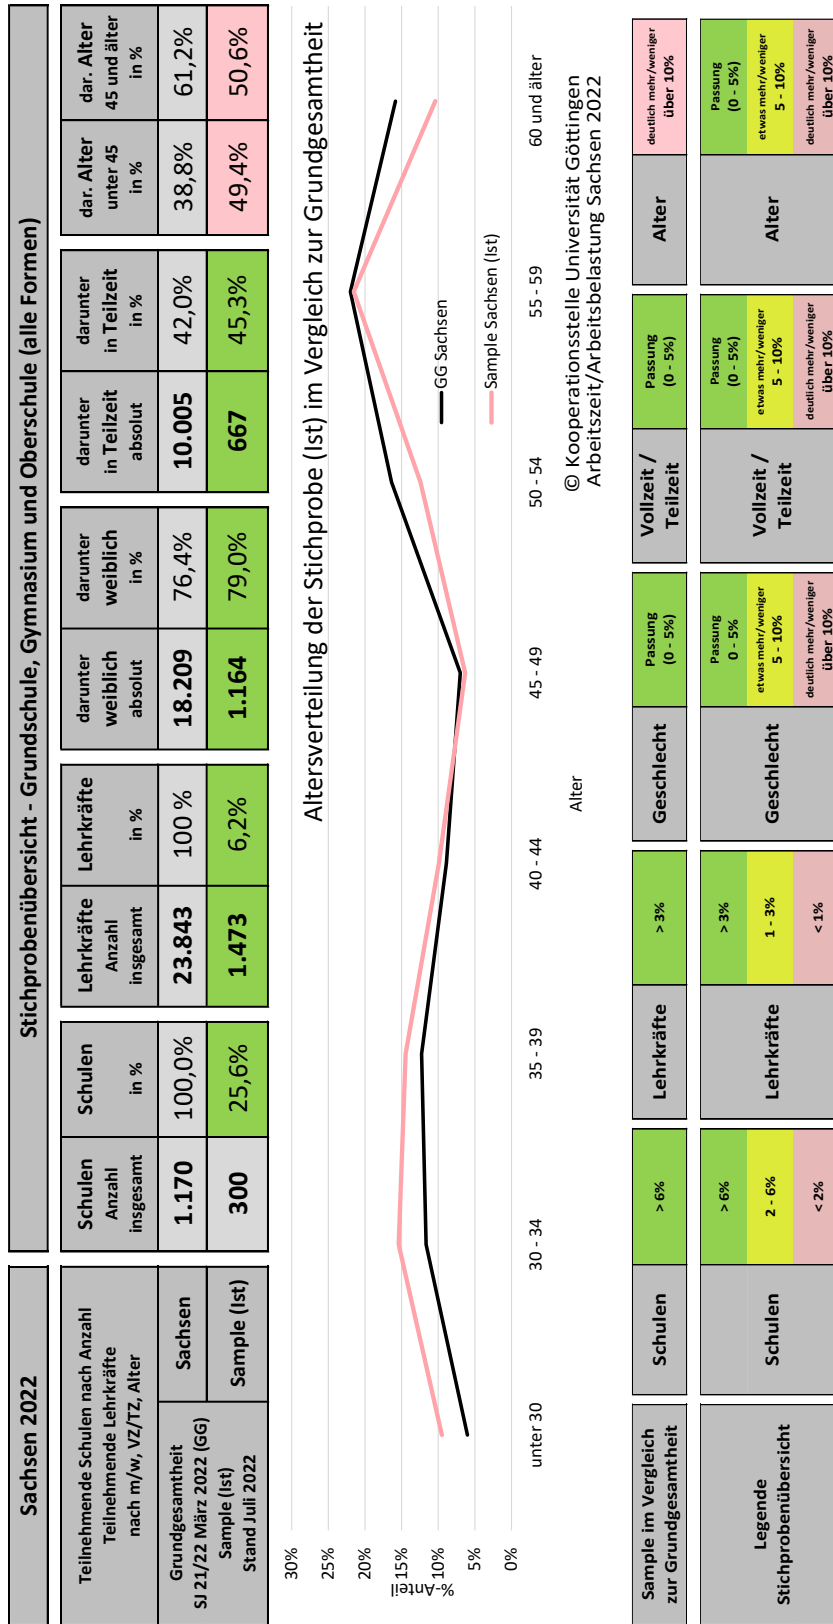 Sachsen 2022
Stichprobenübersicht - Grundschule, Gymnasium und Oberschule (alle Formen)
Teilnehmende Schulen nach Anzahl
Teilnehmende Lehrkräfte
nach m/w, VZ/TZ, Alter
Schulen
Anzahl
insgesamt
Schulen
in %
Lehrkräfte
Anzahl
insgesamt
Lehrkräfte
in %
darunter
weiblich
absolut
darunter
weiblich
in %
darunter
in Teilzeit
absolut
darunter
in Teilzeit
in %
dar. Alter
unter 45
in %
dar. Alter
45 und älter
in %
Grundgesamtheit
SJ 21/22 März 2022 (GG)
Sachsen
1.170
100,0%
23.843
100 %
18.209
76,4%
10.005
42,0%
38,8%
61,2%
Sample (Ist)
Stand Juli 2022
Sample (Ist)
300
25,6%
1.473
6,2%
1.164
79,0%
667
45,3%
49,4%
50,6%
Altersverteilung der Stichprobe (Ist) im Vergleich zur Grundgesamtheit
30%
25%
20%
15%
10%
5%
0%
%-Anteil
GG Sachsen
Sample Sachsen (Ist)
unter 30
30 - 34
35 - 39
40 - 44
45 - 49
50 - 54
55 - 59
60 und älter
Alter
© Kooperationsstelle Universität Göttingen
Arbeitszeit/Arbeitsbelastung Sachsen 2022
Sample im Vergleich
zur Grundgesamtheit
Schulen
> 6%
Lehrkräfte
> 3%
Geschlecht
Passung
(0 - 5%)
Vollzeit /
Teilzeit
Passung
(0 - 5%)
Alter
deutlich mehr/weniger
über 10%
Legende
Stichprobenübersicht
Schulen
> 6%
2 - 6%
< 2%
Lehrkräfte
> 3%
1 - 3%
< 1%
Geschlecht
Passung
0 - 5%
etwas mehr/weniger
5 - 10%
deutlich mehr/weniger
über 10%
Vollzeit /
Teilzeit
Passung
(0 - 5%)
etwas mehr/weniger
5 - 10%
deutlich mehr/weniger
über 10%
Alter
Passung
(0 - 5%)
etwas mehr/weniger
5 - 10%
deutlich mehr/weniger
über 10%